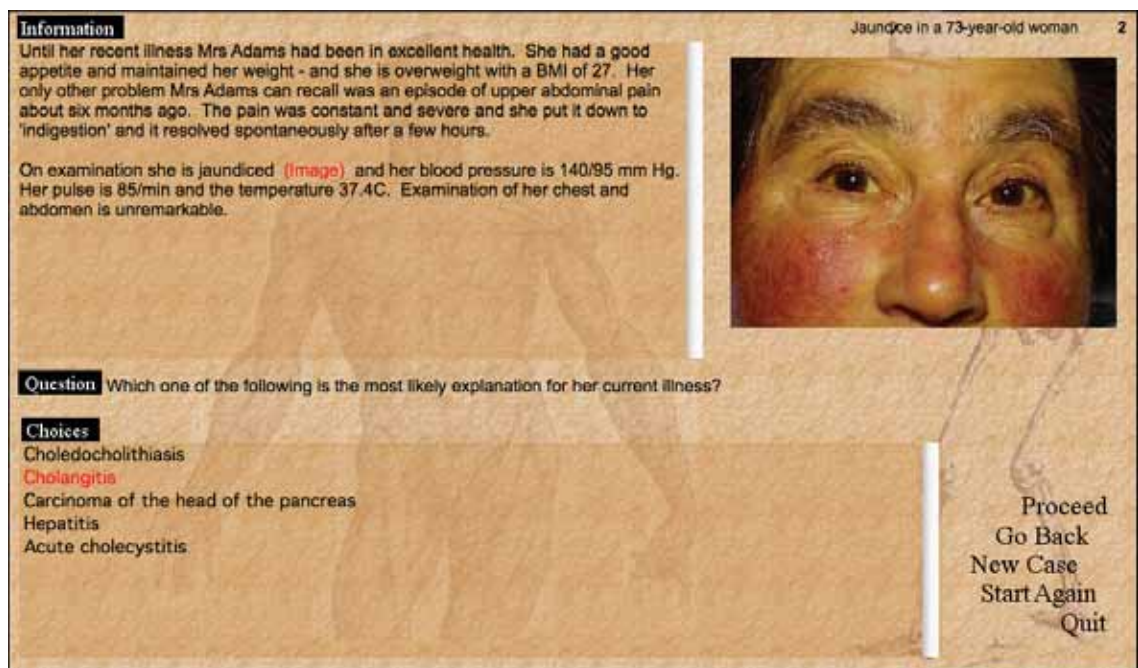 Information
Jaundice in a 73-year-old woman 2
Until her recent illness Mrs Adams had been in excellent health. She had a good
appetite and maintained her weight - and she is overweight with a BMI of 27. Her
only other problem Mrs Adams can recall was an episode of upper abdominal pain
about six months ago. The pain was constant and severe and she put it down to
'indigestion' and it resolved spontaneously after a few hours.
On examination she is jaundiced (Image) and her blood pressure is 140/95 mm Hg.
Her pulse is 85/min and the temperature 37.4C. Examination of her chest and
abdomen is unremarkable.
Question Which one of the following is the most likely explanation for her current illness?
Choices
Choledocholithiasis
Cholangitis
Carcinoma of the head of the pancreas
Hepatitis
Acute cholecystitis
Proceed
Go Back
New Case
Start Again
Quit